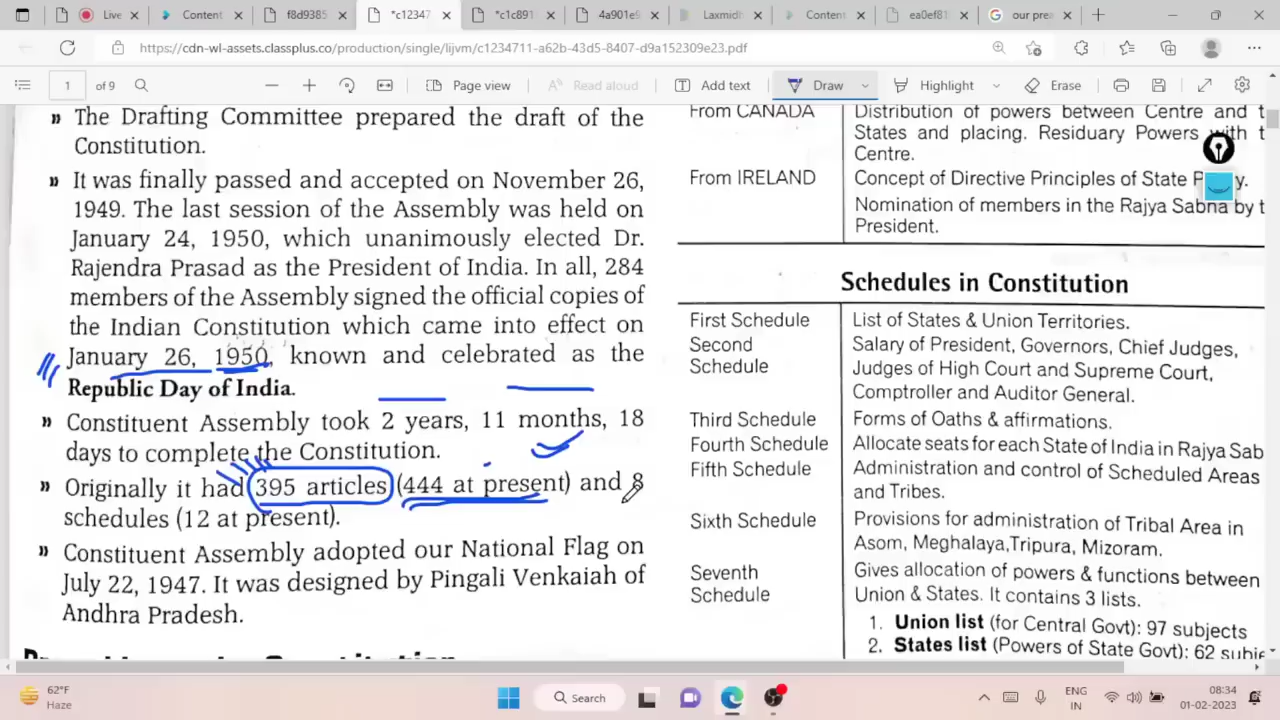 Live
Content
f8d9385
*c12347
*c1c891
4a901e9
Laxmidh
Content
ea0ef81
our prea
https://cdn-wl-assets.classplus.co/production/single/lijvm/c1234711-a62b-43d5-8407-d9a152309e23.pdf
1 of 9
Page view
Read aloud
Add text
Draw
Highlight
Erase
» The Drafting Committee prepared the draft of the
Constitution.
» It was finally passed and accepted on November 26,
1949. The last session of the Assembly was held on
January 24, 1950, which unanimously elected Dr.
Rajendra Prasad as the President of India. In all, 284
members of the Assembly signed the official copies of
the Indian Constitution which came into effect on
January 26, 1950, known and celebrated as the
Republic Day of India.
» Constituent Assembly took 2 years, 11 months, 18
days to complete the Constitution.
» Originally it had 395 articles (444 at present) and 8
schedules (12 at present).
» Constituent Assembly adopted our National Flag on
July 22, 1947. It was designed by Pingali Venkaiah of
Andhra Pradesh.
From CANADA
Distribution of powers between Centre and t
States and placing. Residuary Powers with t
Centre.
From IRELAND
Concept of Directive Principles of State P y.
Nomination of members in the Rajya Sabha by t
President.
Schedules in Constitution
First Schedule
List of States & Union Territories.
Second
Schedule
Salary of President, Governors, Chief Judges,
Judges of High Court and Supreme Court,
Comptroller and Auditor General.
Third Schedule
Forms of Oaths & affirmations.
Fourth Schedule
Allocate seats for each State of India in Rajya Sab
Fifth Schedule
Administration and control of Scheduled Areas
and Tribes.
Sixth Schedule
Provisions for administration of Tribal Area in
Asom, Meghalaya,Tripura, Mizoram.
Seventh
Schedule
Gives allocation of powers & functions between
Union & States. It contains 3 lists.
1. Union list (for Central Govt): 97 subjects
2. States list (Powers of State Govt): 62 subje
62°F
Haze
Search
ENG
IN
08:34
01-02-2023